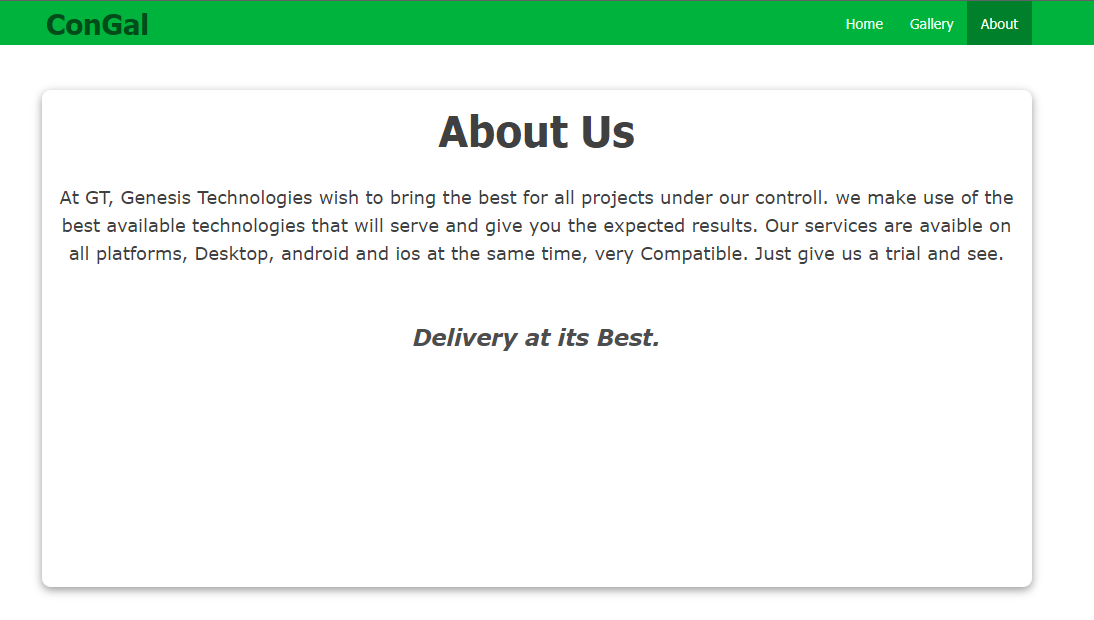 ConGal
Home Gallery About
About Us
At GT, Genesis Technologies wish to bring the best for all projects under our controll. we make use of the
best available technologies that will serve and give you the expected results. Our services are avaible on
all platforms, Desktop, android and ios at the same time, very Compatible. Just give us a trial and see.
Delivery at its Best.